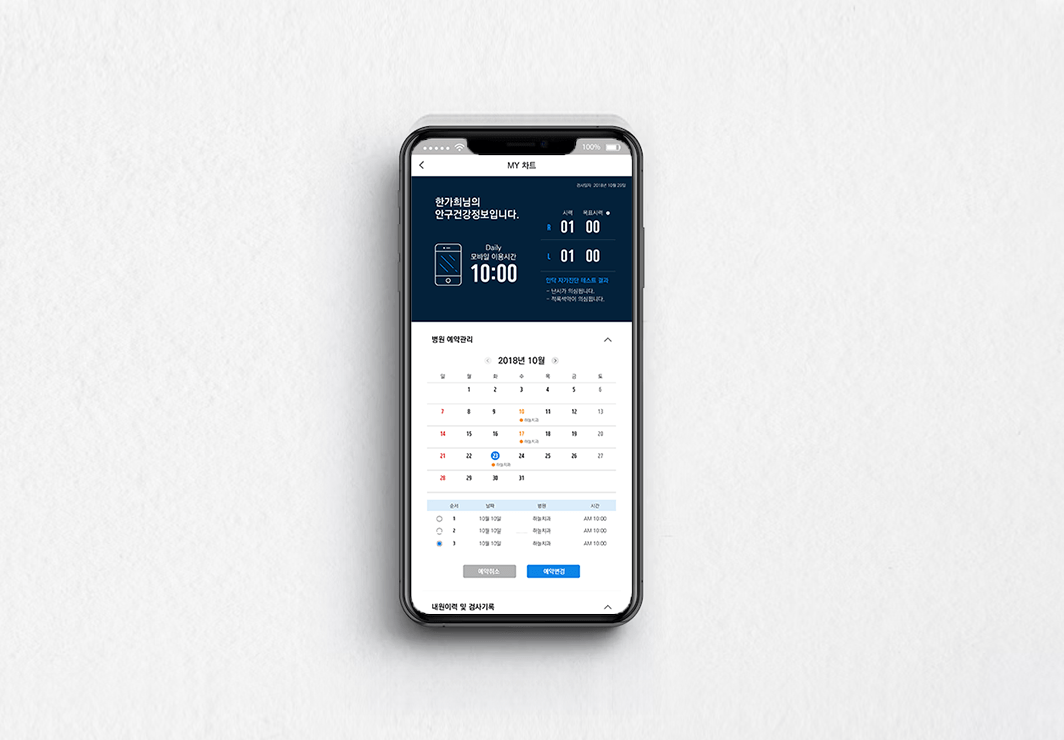 100%
MY 차트
검사일자 2018년 10월 20일
한가희님의
안구건강정보입니다.
시력 목표시력
R 01 00
Daily
모바일 이용시간
10:00
L 01 00
안닥 자가진단 테스트 결과
- 난시가 의심됩니다.
- 적록색약이 의심됩니다.
병원 예약관리
2018년 10월
일 월 화 수 목 금 토
1 2 3 4 5 6
7 8 9 10 11 12 13
하늘치과
14 15 16 17 18 19 20
하늘치과
21 22 23 24 25 26 27
하늘치과
28 29 30 31
순서 날짜 병원 시간
1 10월 10일 하늘치과 AM 10:00
2 10월 10일 하늘치과 AM 10:00
3 10월 10일 하늘치과 AM 10:00
예약취소 예약변경
내원이력 및 검사기록